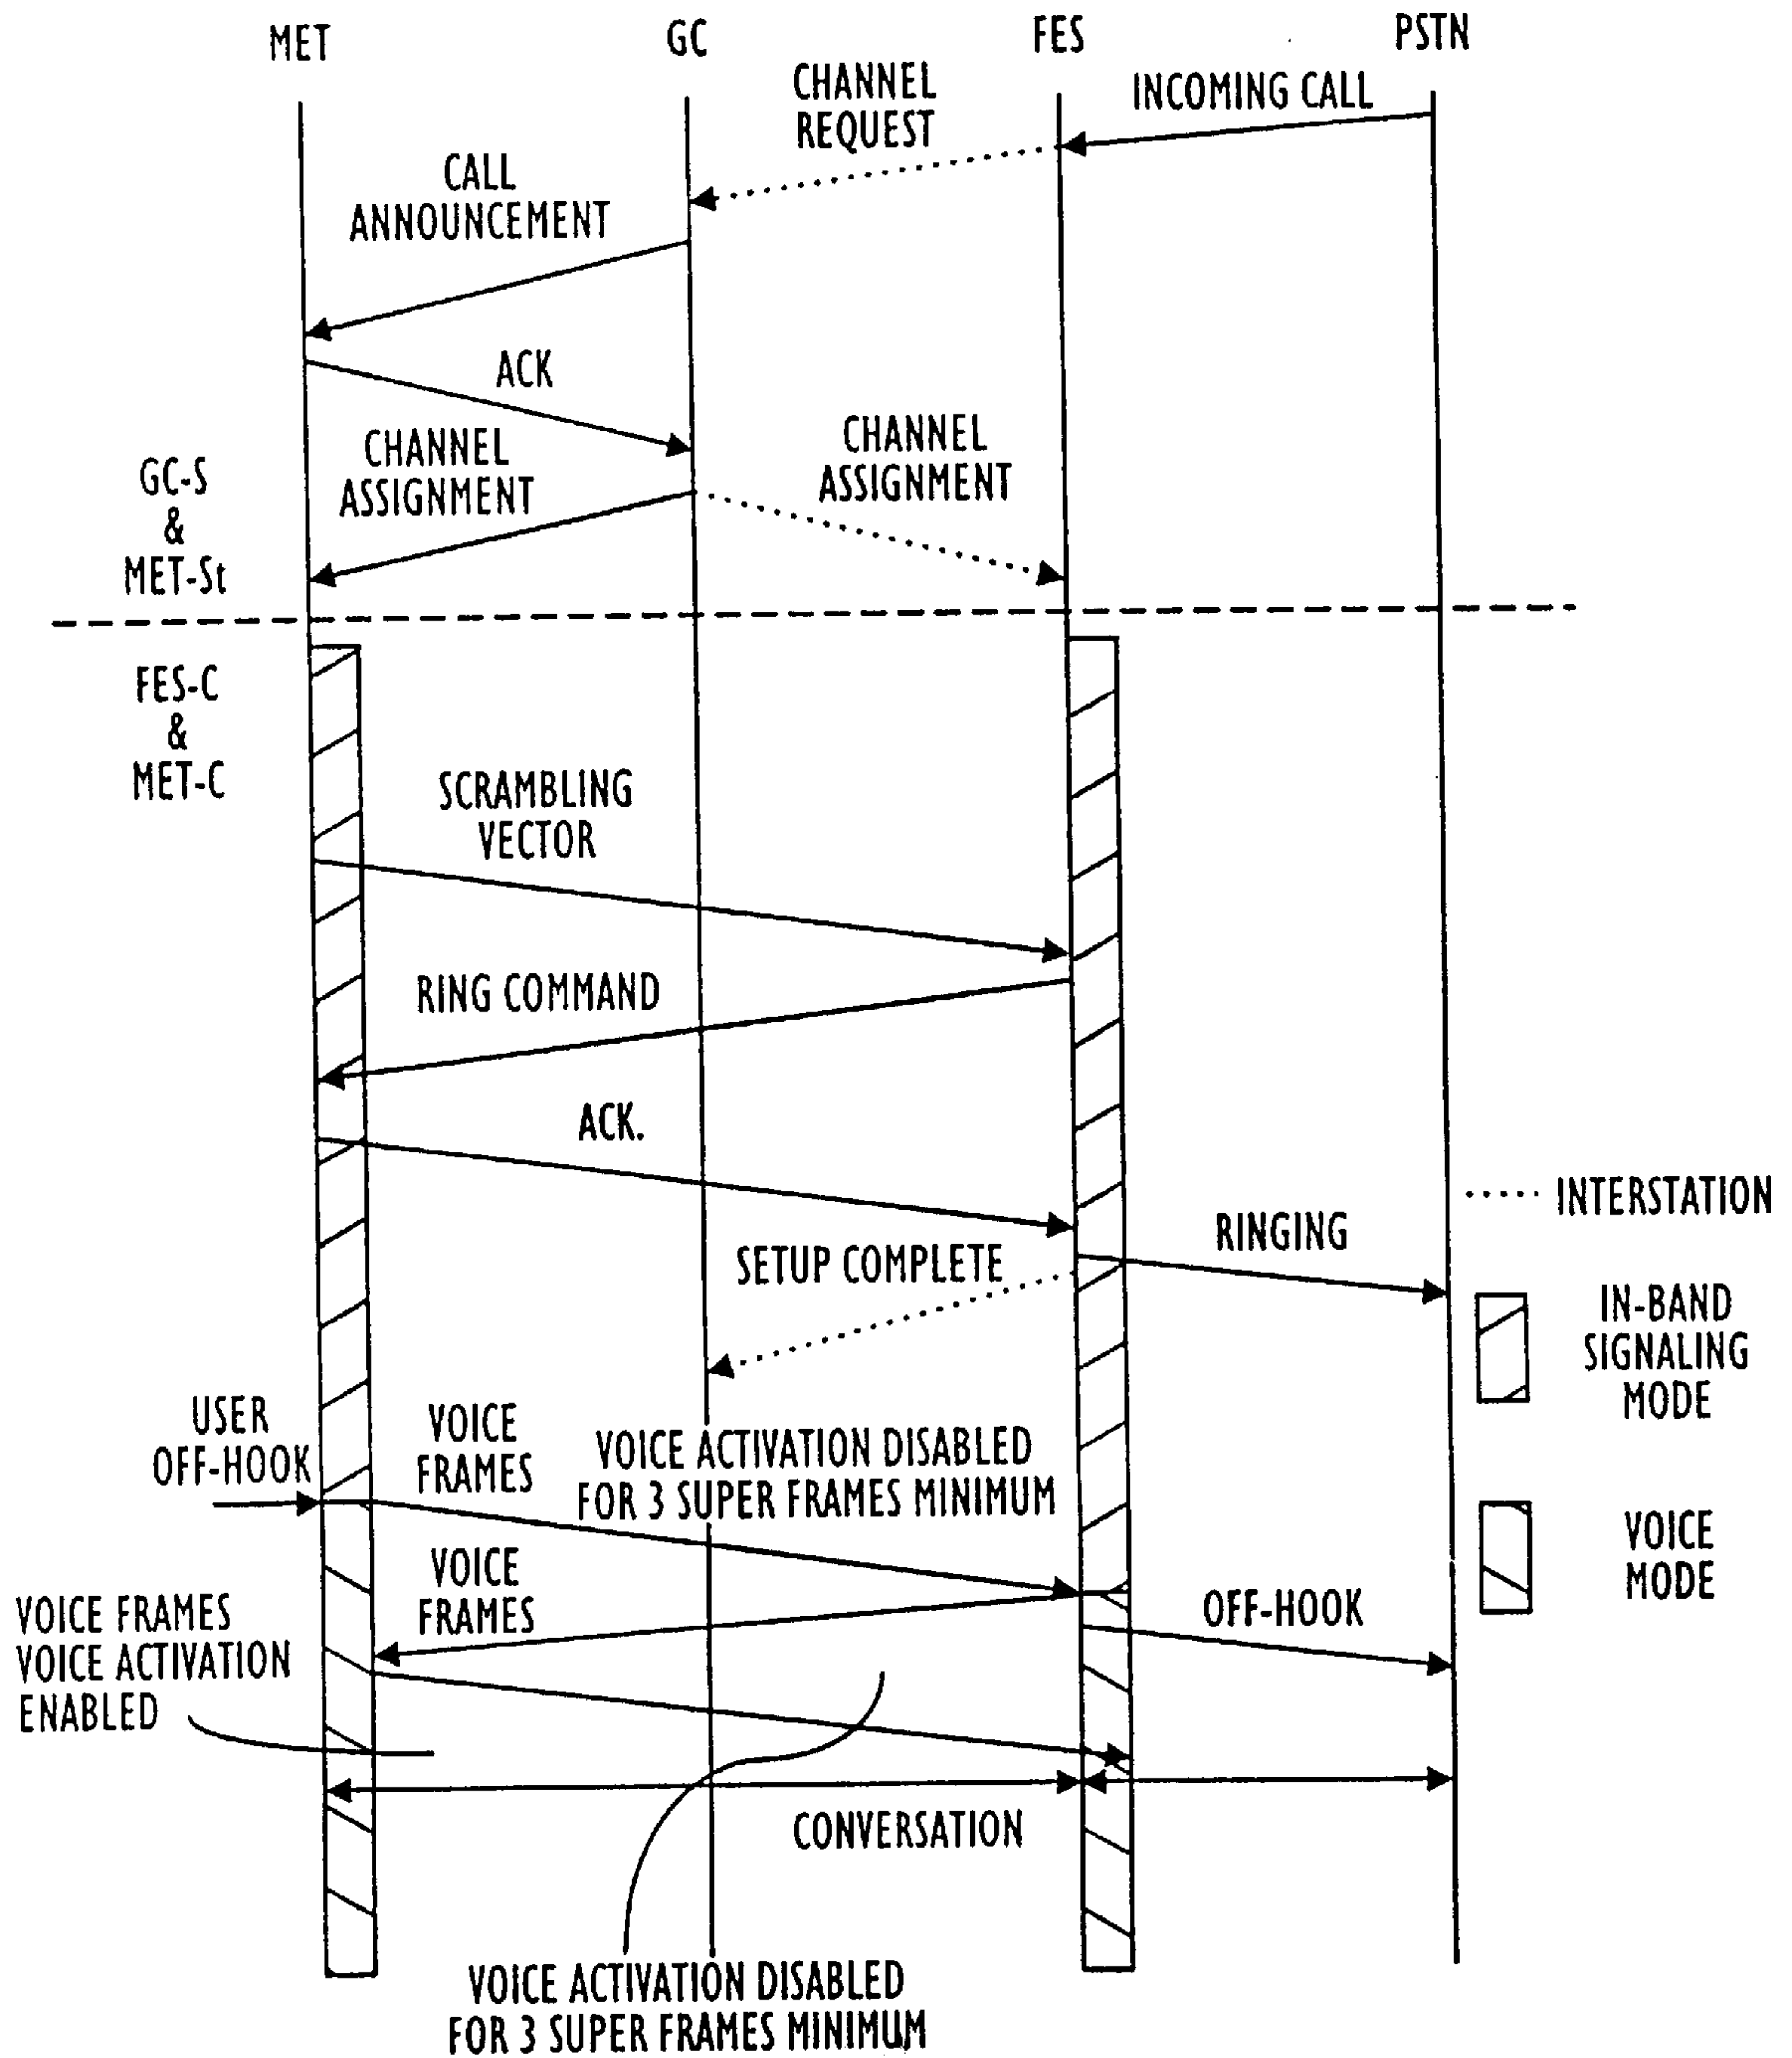 MET
GC
FES
PSTN
CHANNEL
REQUEST
INCOMING CALL
CALL
ANNOUNCEMENT
ACK
CHANNEL
ASSIGNMENT
CHANNEL
ASSIGNMENT
GC-S
&
MET-St
FES-C
&
MET-C
SCRAMBLING
VECTOR
RING COMMAND
ACK.
INTERSTATION
RINGING
SETUP COMPLETE
IN-BAND
SIGNALING
MODE
USER
OFF-HOOK
VOICE
FRAMES
VOICE ACTIVATION DISABLED
FOR 3 SUPER FRAMES MINIMUM
VOICE
MODE
VOICE
FRAMES
OFF-HOOK
VOICE FRAMES
VOICE ACTIVATION
ENABLED
CONVERSATION
VOICE ACTIVATION DISABLED
FOR 3 SUPER FRAMES MINIMUM